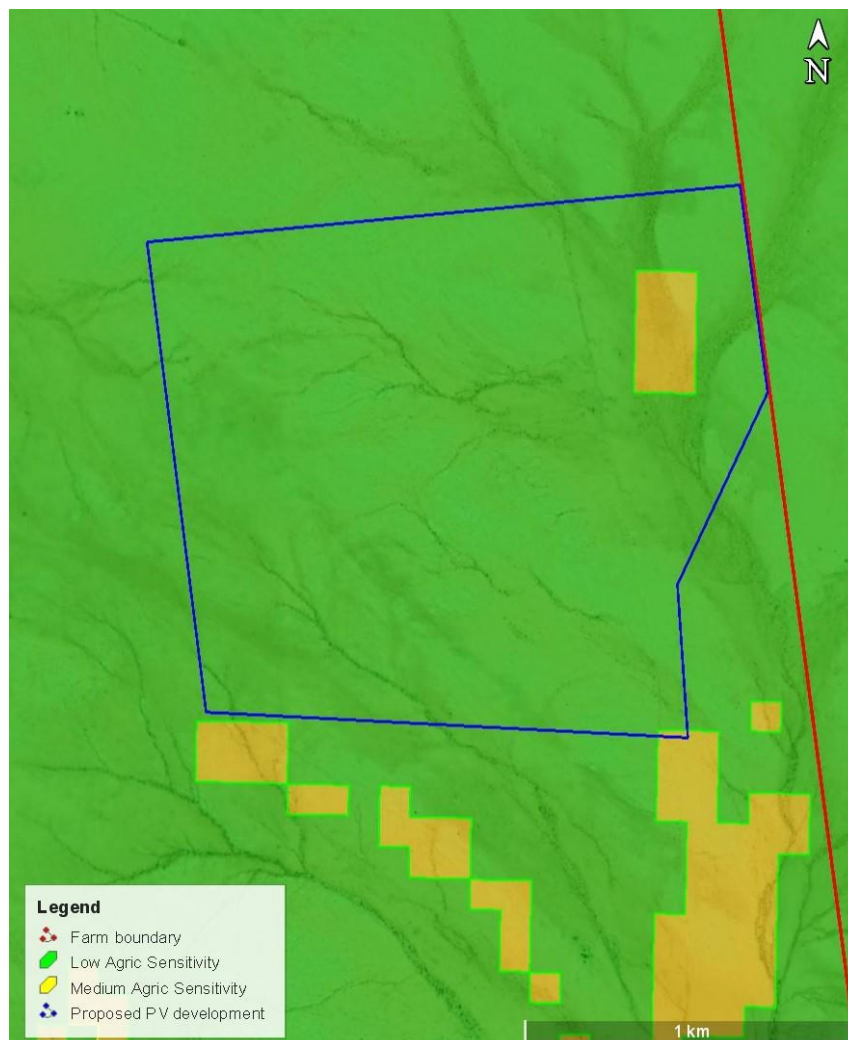 N
Legend
Farm boundary
Low Agric Sensitivity
Medium Agric Sensitivity
Proposed PV development
1 km